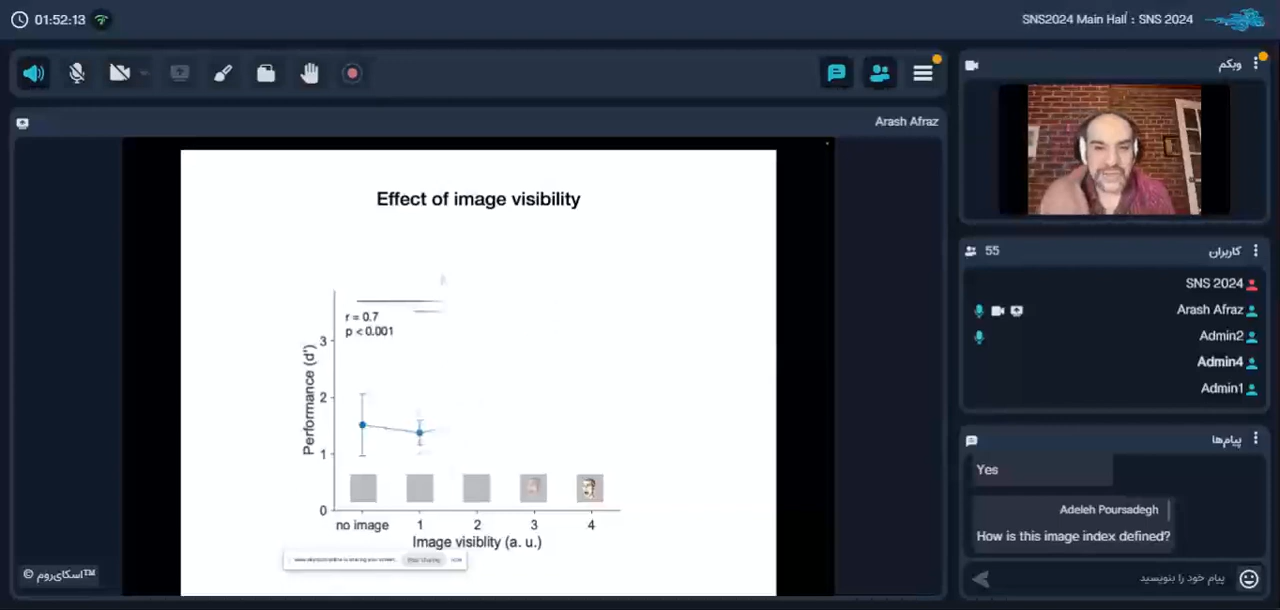 01:52:13
SNS2024 Main Hall : SNS 2024
Arash Afraz
وبکم
Effect of image visibility
r = 0.7
p < 0.001
Performance (d')
3
2
1
0
no image 1 2 3 4
Image visiblity (a. u.)
Stop sharing
Hide
اسکای‌روم™ ©
55
کاربران
SNS 2024
Arash Afraz
Admin2
Admin4
Admin1
پیام‌ها
Yes
Adeleh Poursadegh
How is this image index defined?
پیام خود را بنویسید